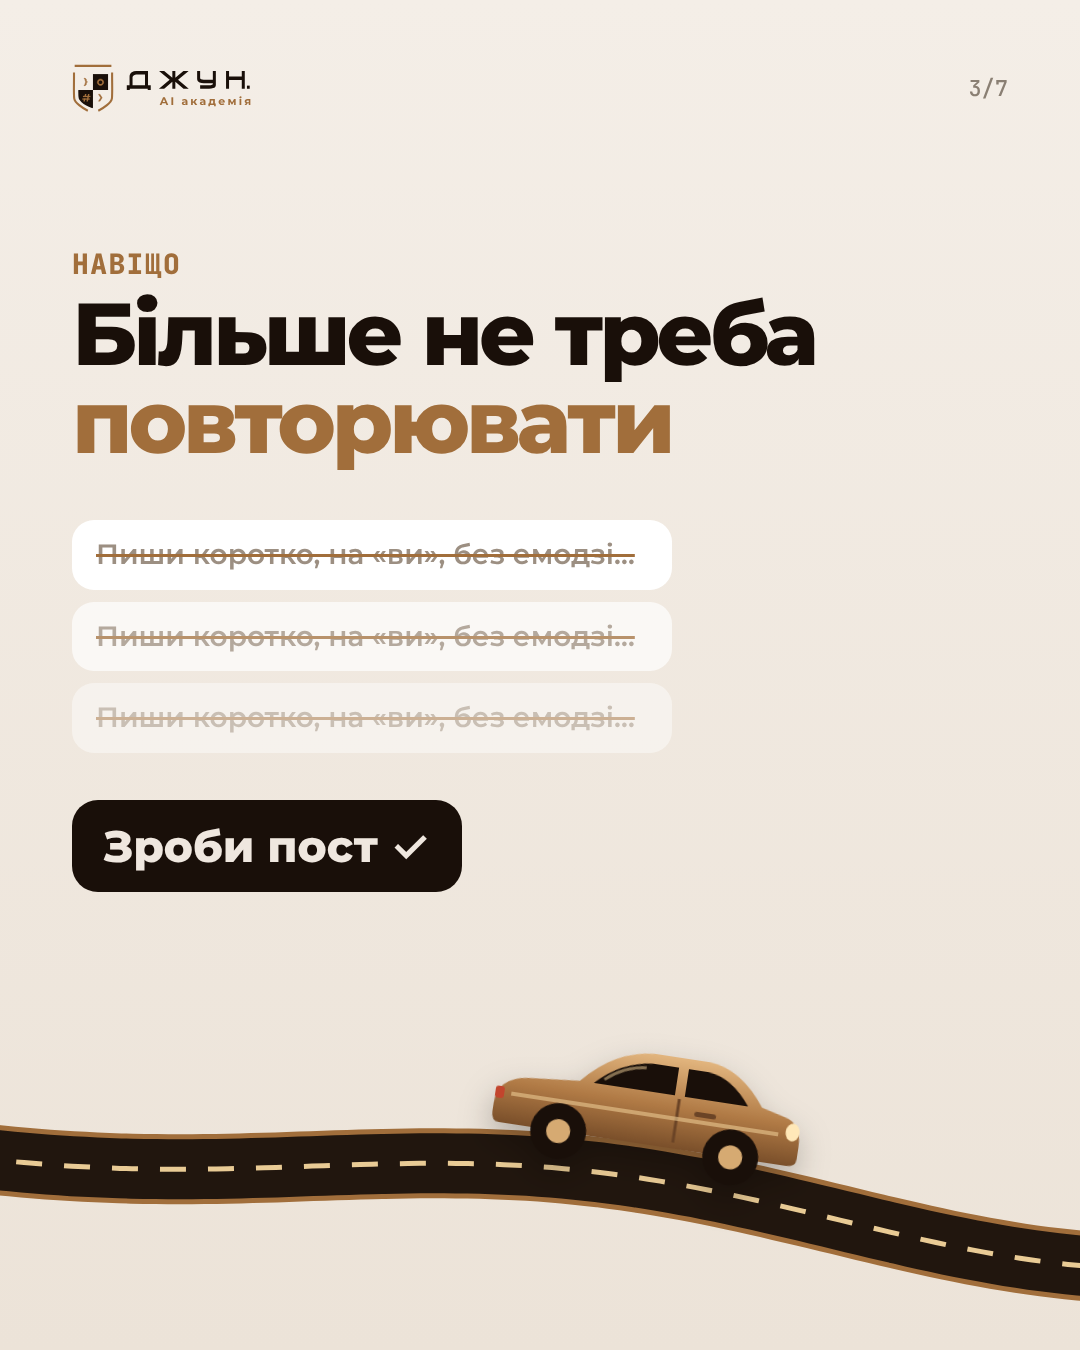 ДЖУН.
АІ академія
3/7
НАВІЩО
Більше не треба
повторювати
Пиши коротко, на «ви», без емодзі...
Пиши коротко, на «ви», без емодзі...
Пиши коротко, на «ви», без емодзі...
Зроби пост ✓